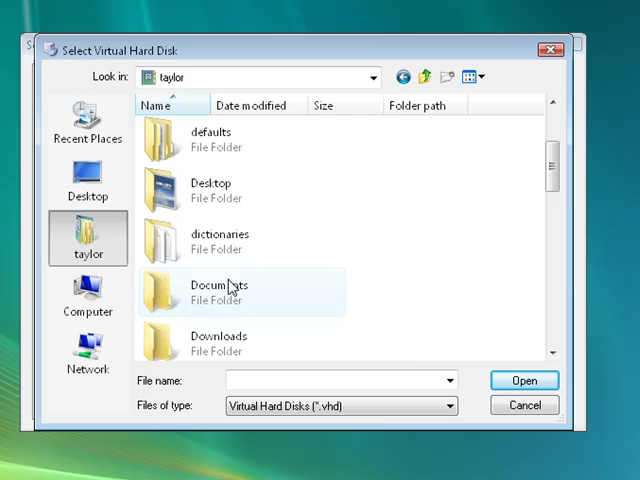 Select Virtual Hard Disk
Look in:
taylor
Name
Date modified
Size
Folder path
Recent Places
Desktop
taylor
Computer
Network
defaults
File Folder
Desktop
File Folder
dictionaries
File Folder
Documents
File Folder
Downloads
File Folder
File name:
Open
Files of type:
Virtual Hard Disks (*.vhd)
Cancel